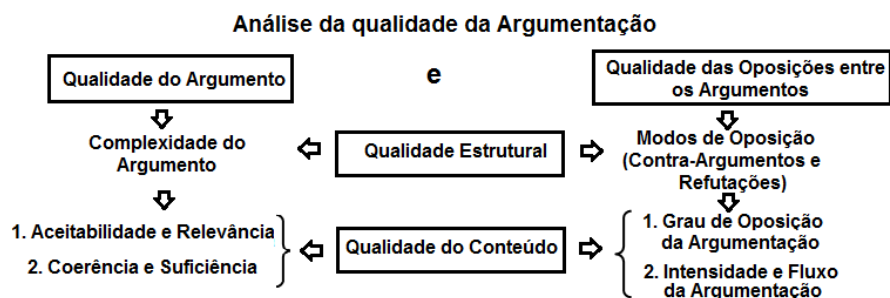 Análise da qualidade da Argumentação
Qualidade do Argumento
e
Qualidade das Oposições entre
os Argumentos
Complexidade do
Argumento
Qualidade Estrutural
Modos de Oposição
(Contra-Argumentos e
Refutações)
1. Aceitabilidade e Relevância
2. Coerência e Suficiência
Qualidade do Conteúdo
1. Grau de Oposição
da Argumentação
2. Intensidade e Fluxo
da Argumentação